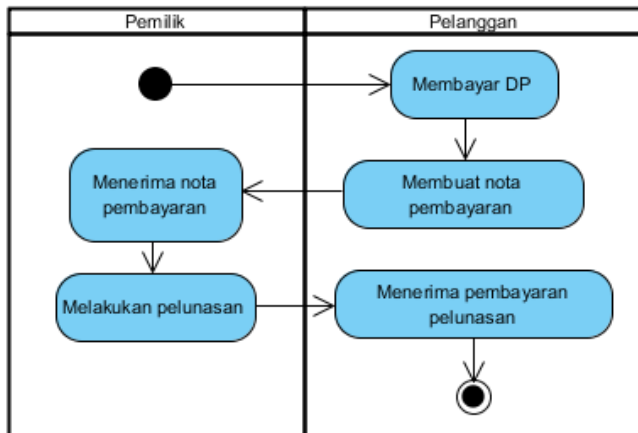 Pemilik
Pelanggan
Membayar DP
Membuat nota
pembayaran
Menerima nota
pembayaran
Melakukan pelunasan
Menerima pembayaran
pelunasan